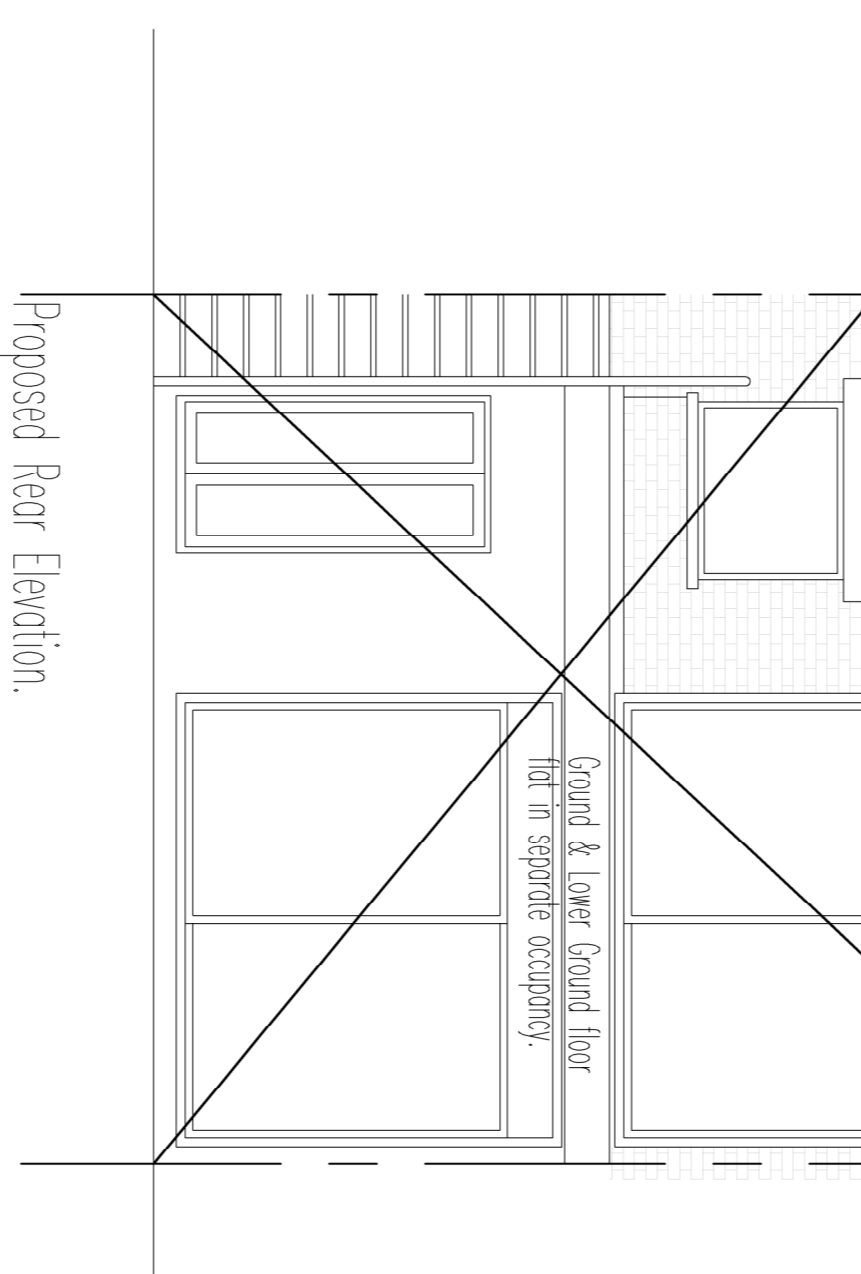 Ground & Lower Ground floor
flat in separate occupancy.
Proposed Rear Elevation.